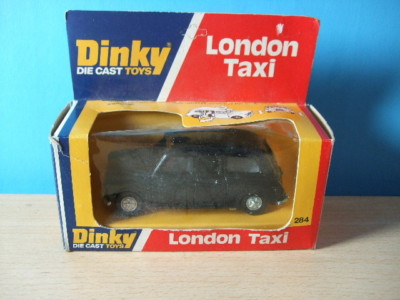 Dinky
DIE CAST TOYS
London
Taxi
284
Dinky
DIE CAST TOYS
London Taxi